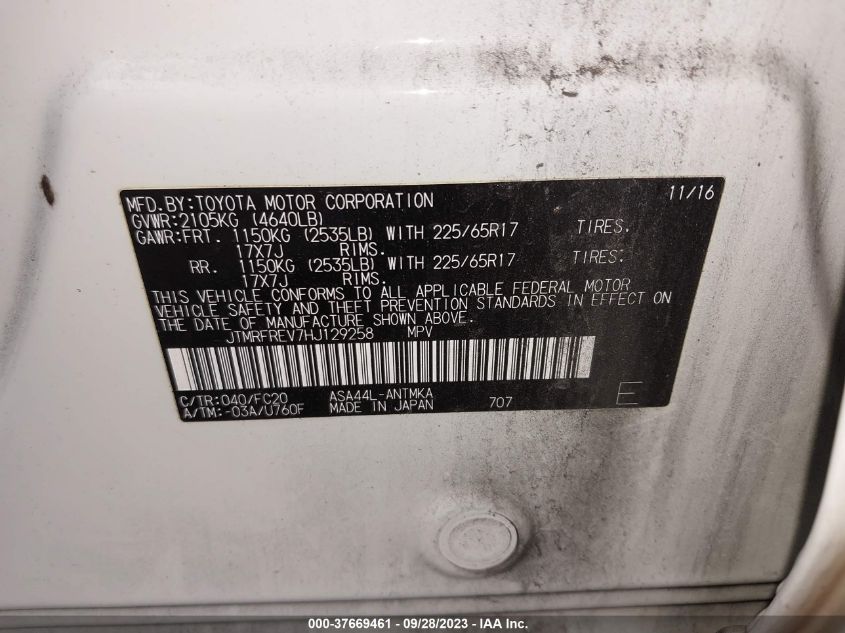 MFD.BY:TOYOTA MOTOR CORPORATION 11/16
GVWR:2105KG (4640LB)
GAWR:FRT. 1150KG (2535LB) WITH 225/65R17 TIRES.
17X7J RIMS.
RR. 1150KG (2535LB) WITH 225/65R17 TIRES:
17X7J RIMS.
THIS VEHICLE CONFORMS TO ALL APPLICABLE FEDERAL MOTOR
VEHICLE SAFETY AND THEFT PREVENTION STANDARDS IN EFFECT ON
THE DATE OF MANUFACTURE SHOWN ABOVE.
JTMRFREV7HJ129258 MPV
C/TR:040/FC20 ASA44L-ANTMKA
A/TM:-03A/U760F MADE IN JAPAN 707 E
000-37669461 - 09/28/2023 - IAA Inc.